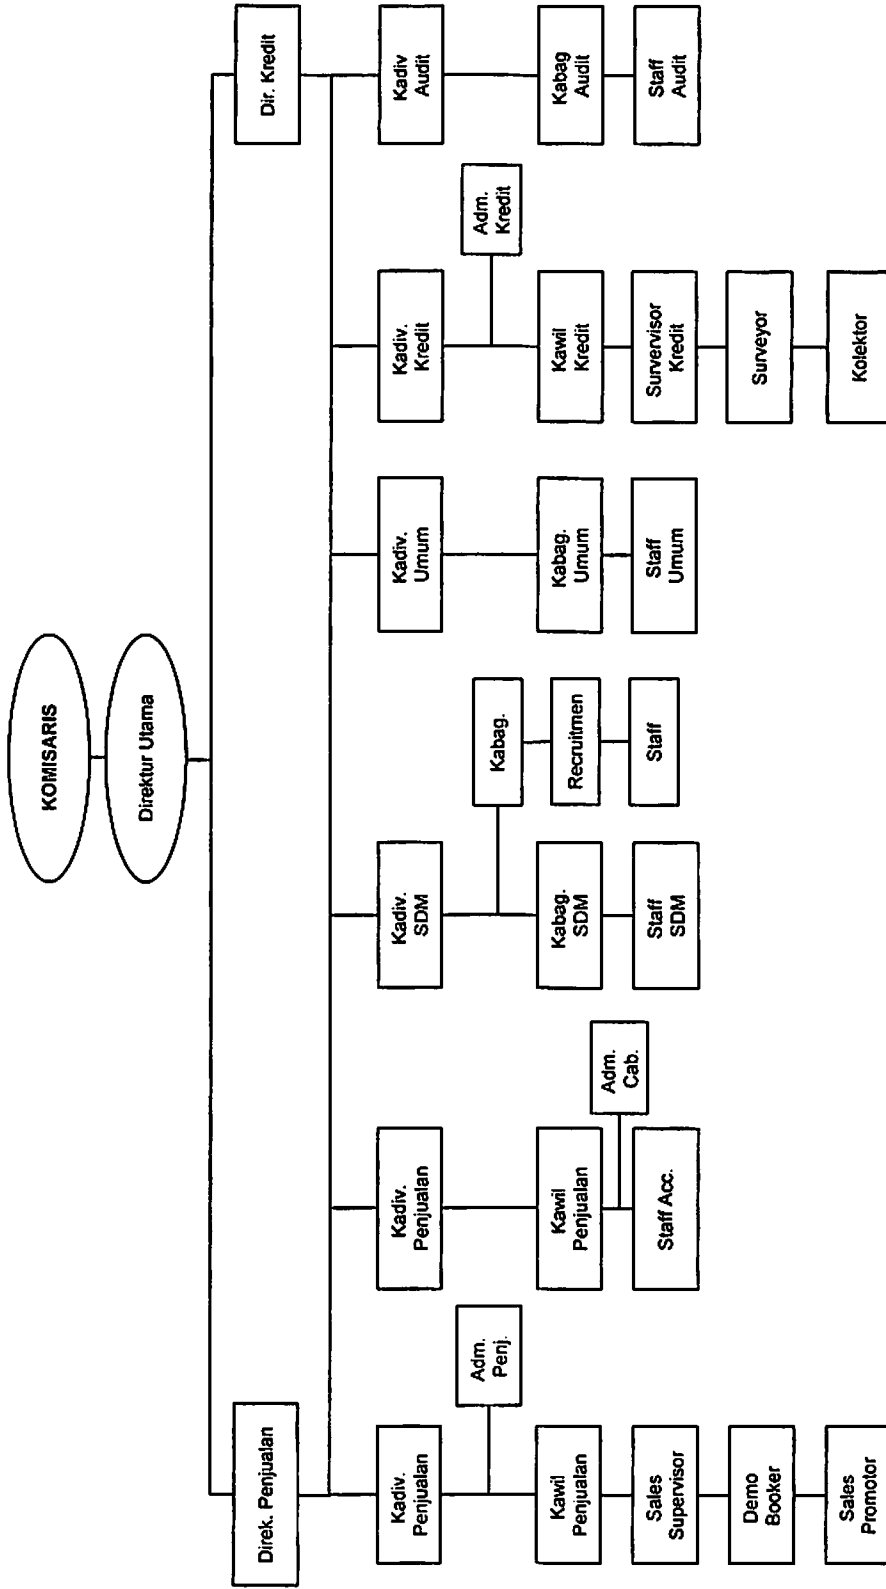 KOMISARIS
Direktur Utama
Direk. Penjualan
Dir. Kredit
Kadiv.
Penjualan
Kadiv.
Penjualan
Kadiv.
SDM
Kadiv.
Umum
Kadiv.
Kredit
Kadiv
Audit
Adm.
Penj.
Kabag.
Adm.
Kredit
Kawil
Penjualan
Kawil
Penjualan
Kabag.
SDM
Recruitmen
Kabag.
Umum
Kawil
Kredit
Kabag
Audit
Adm.
Cab.
Sales
Supervisor
Staff Acc.
Staff
SDM
Staff
Staff
Umum
Survervisor
Kredit
Staff
Audit
Demo
Booker
Surveyor
Sales
Promotor
Kolektor